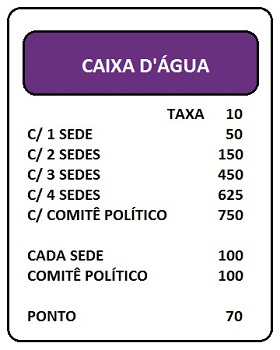 CAIXA D'ÁGUA
TAXA 10
C/ 1 SEDE 50
C/ 2 SEDES 150
C/ 3 SEDES 450
C/ 4 SEDES 625
C/ COMITÊ POLÍTICO 750
CADA SEDE 100
COMITÊ POLÍTICO 100
PONTO 70